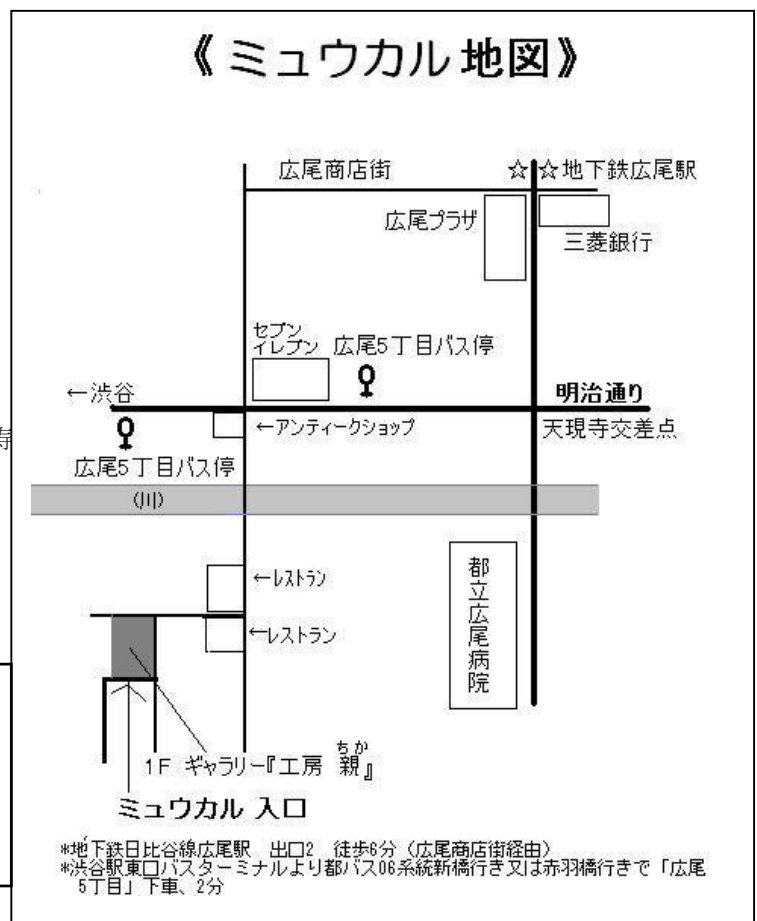 《ミュウカル 地図》
広尾商店街
☆☆地下鉄広尾駅
広尾プラザ
三菱銀行
セブン
イレブン
広尾5丁目バス停
←渋谷
明治通り
←アンティークショップ
天現寺交差点
寺
広尾5丁目バス停
(川)
←レストラン
都立広尾病院
←レストラン
ちか
1F ギャラリー『工房 親』
ミュウカル 入口
*地下鉄日比谷線広尾駅 出口2 徒歩6分(広尾商店街経由)
*渋谷駅東口バスターミナルより都バス06系統新橋行き又は赤羽橋行きで「広尾
5丁目」下車、2分